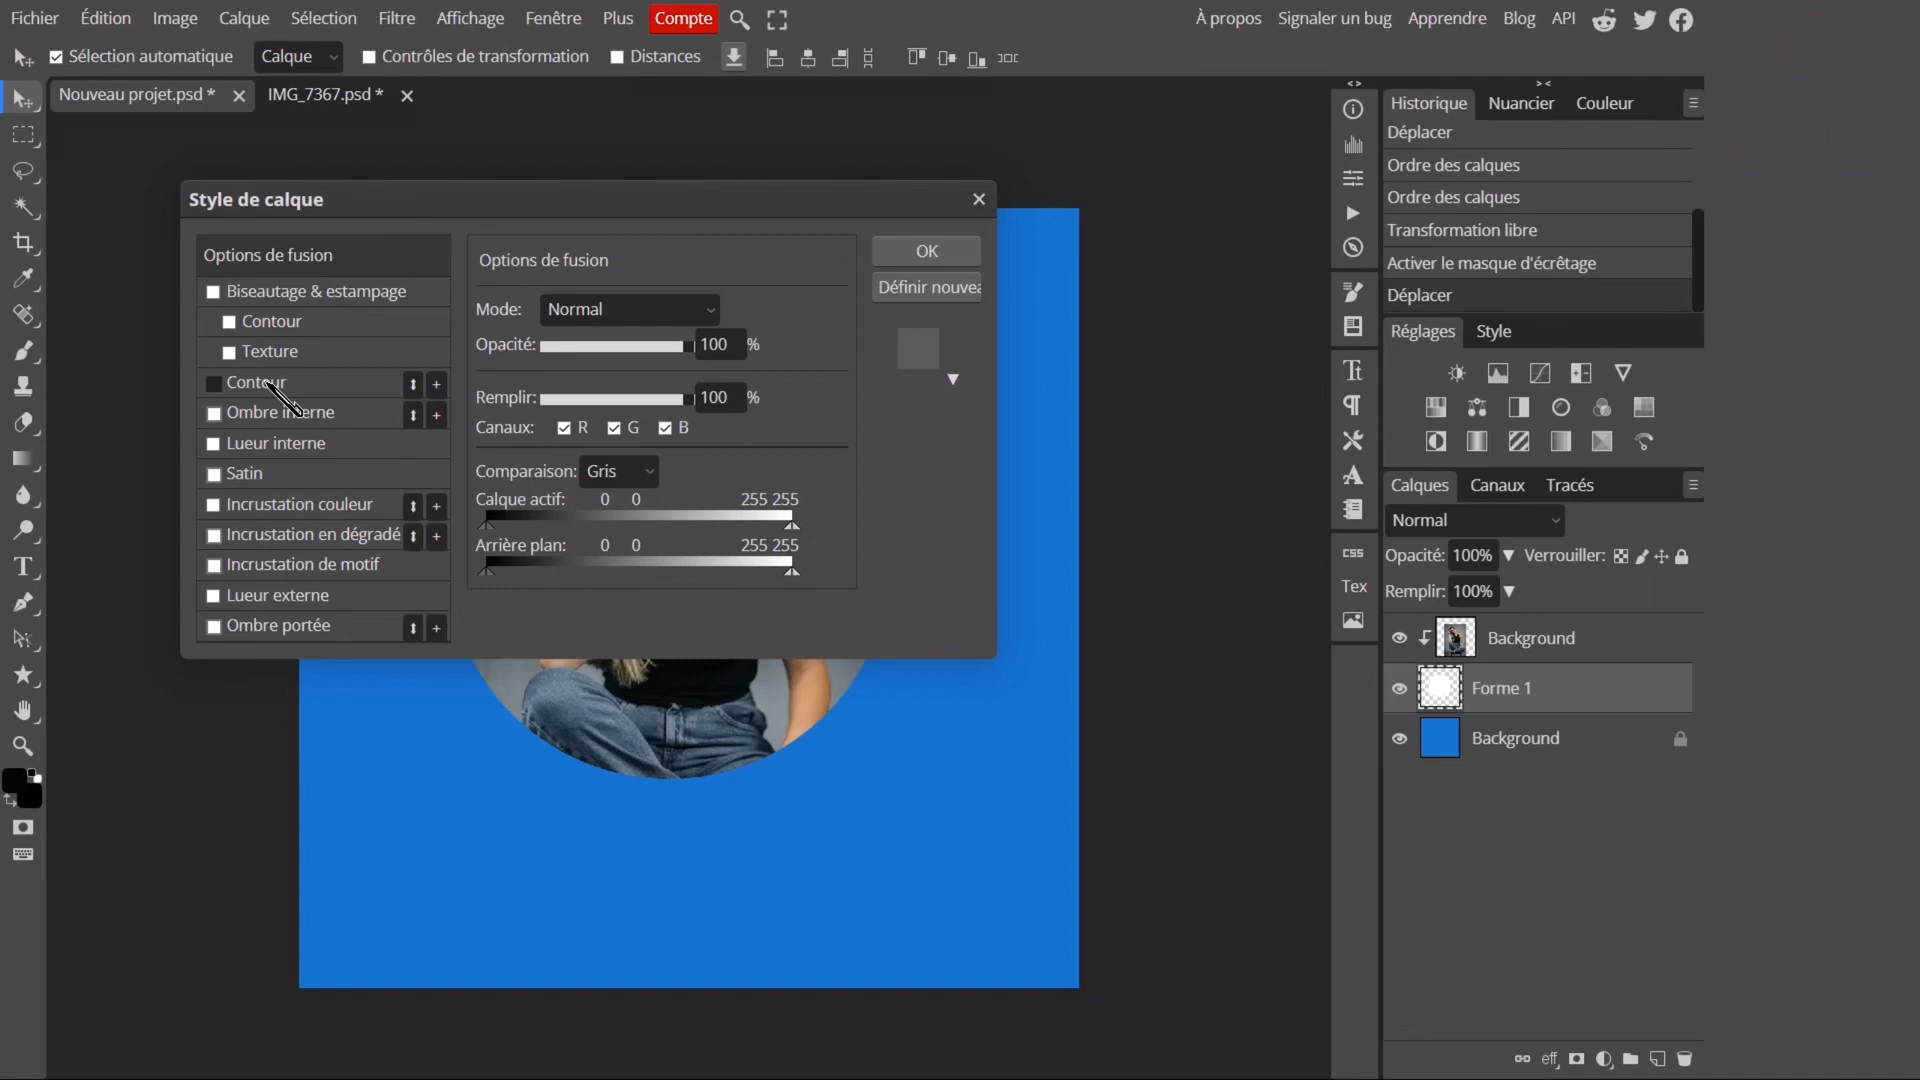 Fichier Édition Image Calque Sélection Filtre Affichage Fenêtre Plus Compte À propos Signaler un bug Apprendre Blog API
Sélection automatique Calque Contrôles de transformation Distances
Nouveau projet.psd * IMG_7367.psd *
Style de calque
Options de fusion
Biseautage & estampage
Contour
Texture
Contour
Ombre interne
Lueur interne
Satin
Incrustation couleur
Incrustation en dégradé
Incrustation de motif
Lueur externe
Ombre portée
Options de fusion
Mode: Normal
Opacité: 100 %
Remplir: 100 %
Canaux: R G B
Comparaison: Gris
Calque actif: 0 0 255 255
Arrière plan: 0 0 255 255
OK
Définir nouvea
CSS
Tex
Historique Nuancier Couleur
Déplacer
Ordre des calques
Ordre des calques
Transformation libre
Activer le masque d'écrêtage
Déplacer
Réglages Style
Calques Canaux Tracés
Normal
Opacité: 100% Verrouiller:
Remplir: 100%
Background
Forme 1
Background
eff